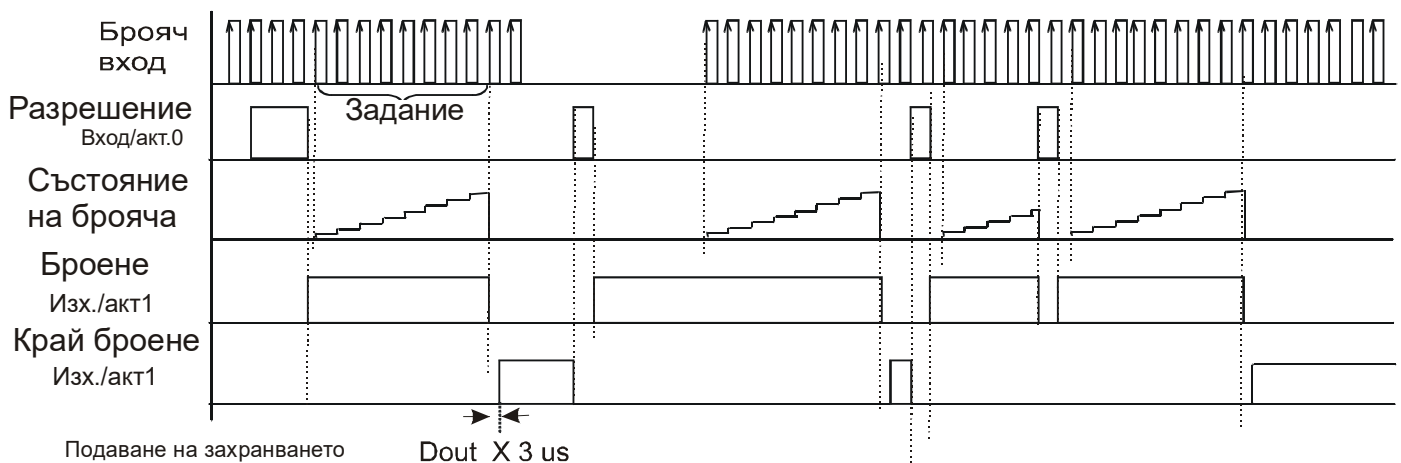 Брояч
вход
Разрешение
Вход/акт.0
Задание
Състояние
на брояча
Броене
Изх./акт1
Край броене
Изх./акт1
Подаване на захранването
Dout X 3 us